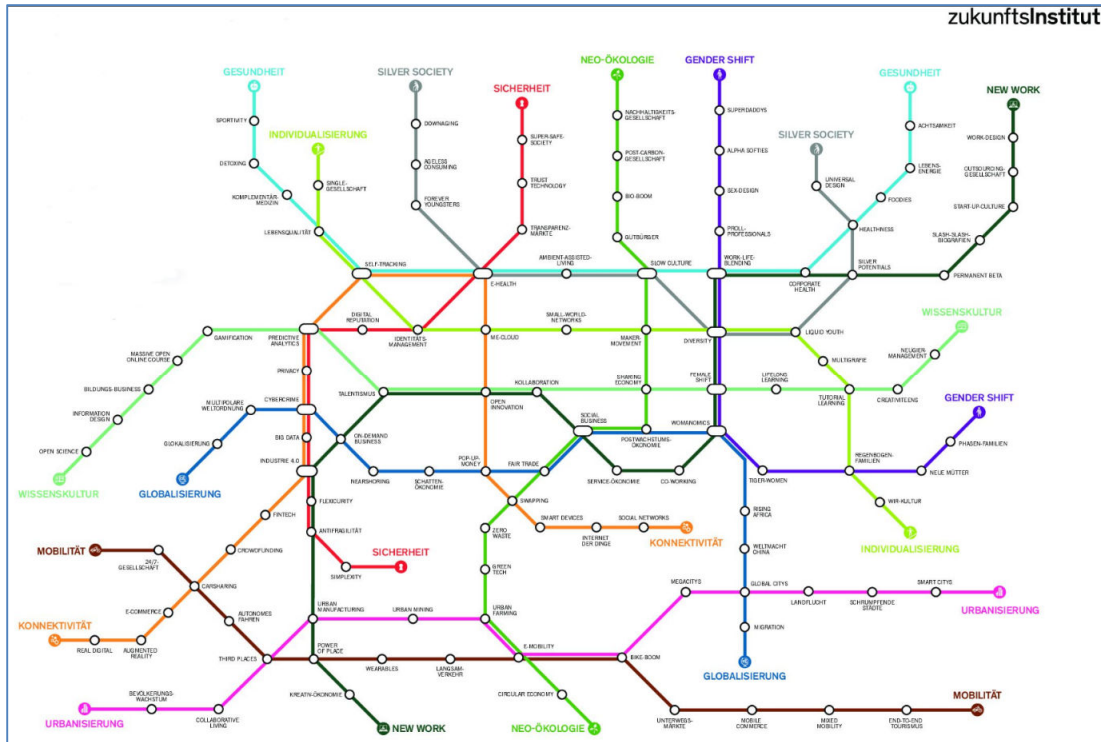 zukunftsInstitut
GESUNDHEIT
SILVER SOCIETY
NEO-ÖKOLOGIE
GENDER SHIFT
GESUNDHEIT
SICHERHEIT
NEW WORK
SPORTIVITY
DOWNAGING
NACHHALTIGKEITS-
GESELLSCHAFT
SUPERDADDYS
ACHTSAMKEIT
INDIVIDUALISIERUNG
SUPER-SAFE-
SOCIETY
SILVER SOCIETY
WORK-DESIGN
DETOXING
AGELESS
CONSUMING
POST-CARBON-
GESELLSCHAFT
ALPHA SOFTIES
LEBENS-
ENERGIE
OUTSOURCING-
GESELLSCHAFT
SINGLE-
GESELLSCHAFT
TRUST
TECHNOLOGY
UNIVERSAL
DESIGN
KOMPLEMENTÄR-
MEDIZIN
FOREVER
YOUNGSTERS
BIO-BOOM
SEX-DESIGN
FOODIES
START-UP-CULTURE
LEBENSQUALITÄT
TRANSPARENZ-
MÄRKTE
GUTBÜRGER
PROLL-
PROFESSIONALS
HEALTHNESS
SLASH-SLASH-
BIOGRAFIEN
SELF-TRACKING
E-HEALTH
AMBIENT-ASSISTED-
LIVING
SLOW CULTURE
WORK-LIFE-
BLENDING
CORPORATE
HEALTH
SILVER
POTENTIALS
PERMANENT BETA
GAMIFICATION
PREDICTIVE
ANALYTICS
DIGITAL
REPUTATION
IDENTITÄTS-
MANAGEMENT
ME-CLOUD
SMALL-WORLD-
NETWORKS
MAKER-
MOVEMENT
DIVERSITY
LIQUID YOUTH
WISSENSKULTUR
MASSIVE OPEN
ONLINE COURSE
PRIVACY
MULTIGRAFIE
NEUGIER-
MANAGEMENT
BILDUNGS-BUSINESS
TALENTISMUS
KOLLABORATION
SHARING
ECONOMY
FEMALE
SHIFT
LIFELONG
LEARNING
TUTORIAL
LEARNING
CREATIVITEENS
MULTIPOLARE
WELTORDNUNG
CYBERCRIME
OPEN
INNOVATION
GENDER SHIFT
INFORMATION
DESIGN
SOCIAL
BUSINESS
WOMANOMICS
GLOKALISIERUNG
BIG DATA
ON-DEMAND
BUSINESS
POSTWACHSTUMS-
ÖKONOMIE
PHASEN-FAMILIEN
OPEN SCIENCE
INDUSTRIE 4.0
POP-UP-
MONEY
FAIR TRADE
REGENBOGEN-
FAMILIEN
WISSENSKULTUR
GLOBALISIERUNG
NEARSHORING
SCHATTEN-
ÖKONOMIE
SERVICE-ÖKONOMIE
CO-WORKING
TIGER-WOMEN
NEUE MÜTTER
FLEXICURITY
SWAPPING
WIR-KULTUR
FINTECH
RISING
AFRICA
ANTIFRAGILITÄT
ZERO
WASTE
SMART DEVICES
INTERNET
DER DINGE
SOCIAL NETWORKS
KONNEKTIVITÄT
INDIVIDUALISIERUNG
MOBILITÄT
24/7-
GESELLSCHAFT
CROWDFUNDING
SICHERHEIT
WELTMACHT
CHINA
SIMPLEXITY
GREEN
TECH
CARSHARING
MEGACITYS
GLOBAL CITYS
LANDFLUCHT
SCHRUMPFENDE
STÄDTE
SMART CITYS
URBANISIERUNG
E-COMMERCE
AUTONOMES
FAHREN
URBAN
MANUFACTURING
URBAN MINING
URBAN
FARMING
MIGRATION
KONNEKTIVITÄT
REAL DIGITAL
AUGMENTED
REALITY
THIRD PLACES
POWER
OF PLACE
WEARABLES
LANGSAM-
VERKEHR
E-MOBILITY
BIKE-BOOM
GLOBALISIERUNG
BEVÖLKERUNGS-
WACHSTUM
KREATIV-ÖKONOMIE
CIRCULAR ECONOMY
MOBILITÄT
URBANISIERUNG
COLLABORATIVE
LIVING
NEW WORK
NEO-ÖKOLOGIE
UNTERWEGS-
MÄRKTE
MOBILE
COMMERCE
MIXED
MOBILITY
END-TO-END
TOURISMUS